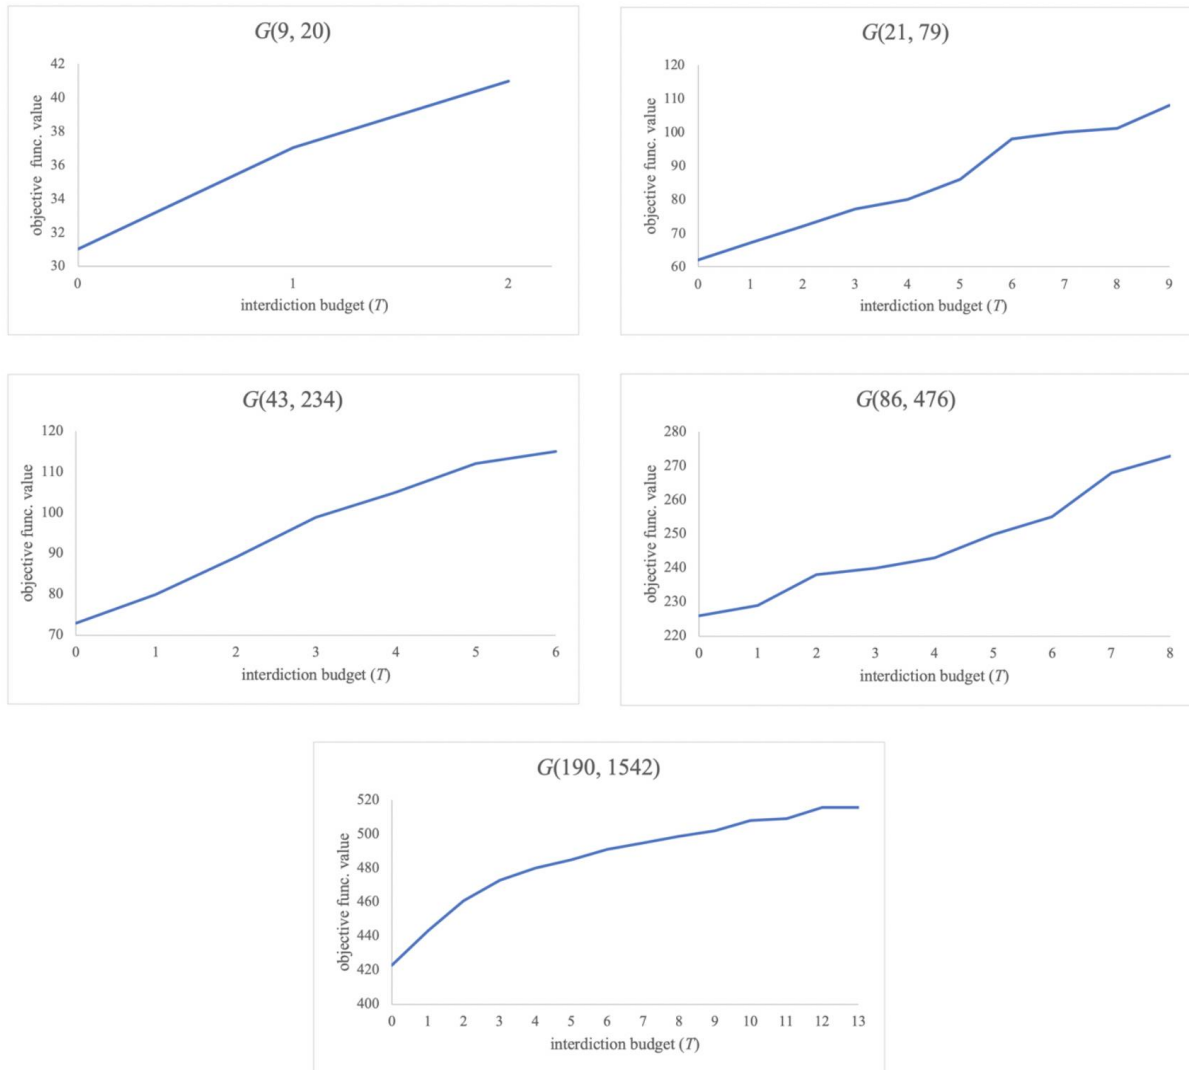 G(9, 20)
42
40
38
36
34
32
30
objective func. value
0 1 2
interdiction budget (T)
G(21, 79)
120
110
100
90
80
70
60
objective func. value
0 1 2 3 4 5 6 7 8 9
interdiction budget (T)
G(43, 234)
120
110
100
90
80
70
objective func. value
0 1 2 3 4 5 6
interdiction budget (T)
G(86, 476)
280
270
260
250
240
230
220
objective func. value
0 1 2 3 4 5 6 7 8
interdiction budget (T)
G(190, 1542)
520
500
480
460
440
420
400
objective func. value
0 1 2 3 4 5 6 7 8 9 10 11 12 13
interdiction budget (T)